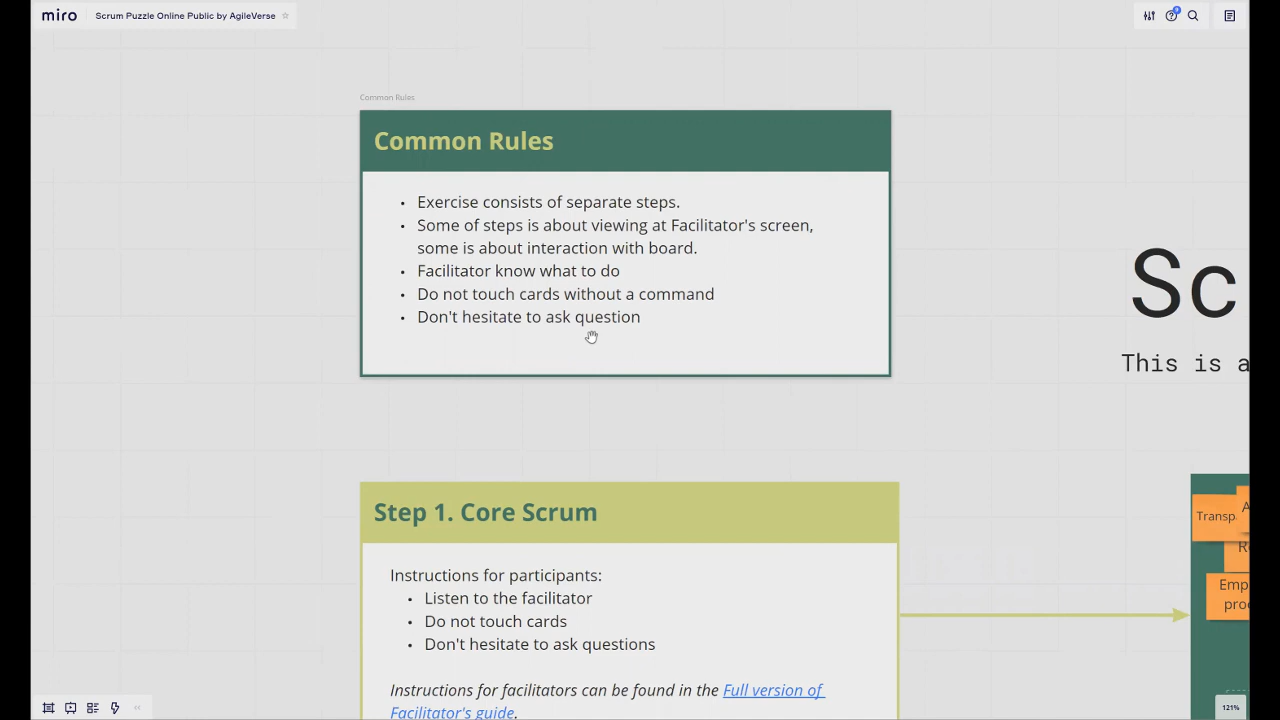 miro
Scrum Puzzle Online Public by AgileVerse
Common Rules
Common Rules
• Exercise consists of separate steps.
• Some of steps is about viewing at Facilitator's screen,
some is about interaction with board.
• Facilitator know what to do
• Do not touch cards without a command
• Don't hesitate to ask question
Sc
This is a
Step 1. Core Scrum
Instructions for participants:
• Listen to the facilitator
• Do not touch cards
• Don't hesitate to ask questions
Instructions for facilitators can be found in the Full version of
Facilitator's guide.
Transp
A
R
Emp
proc
121%